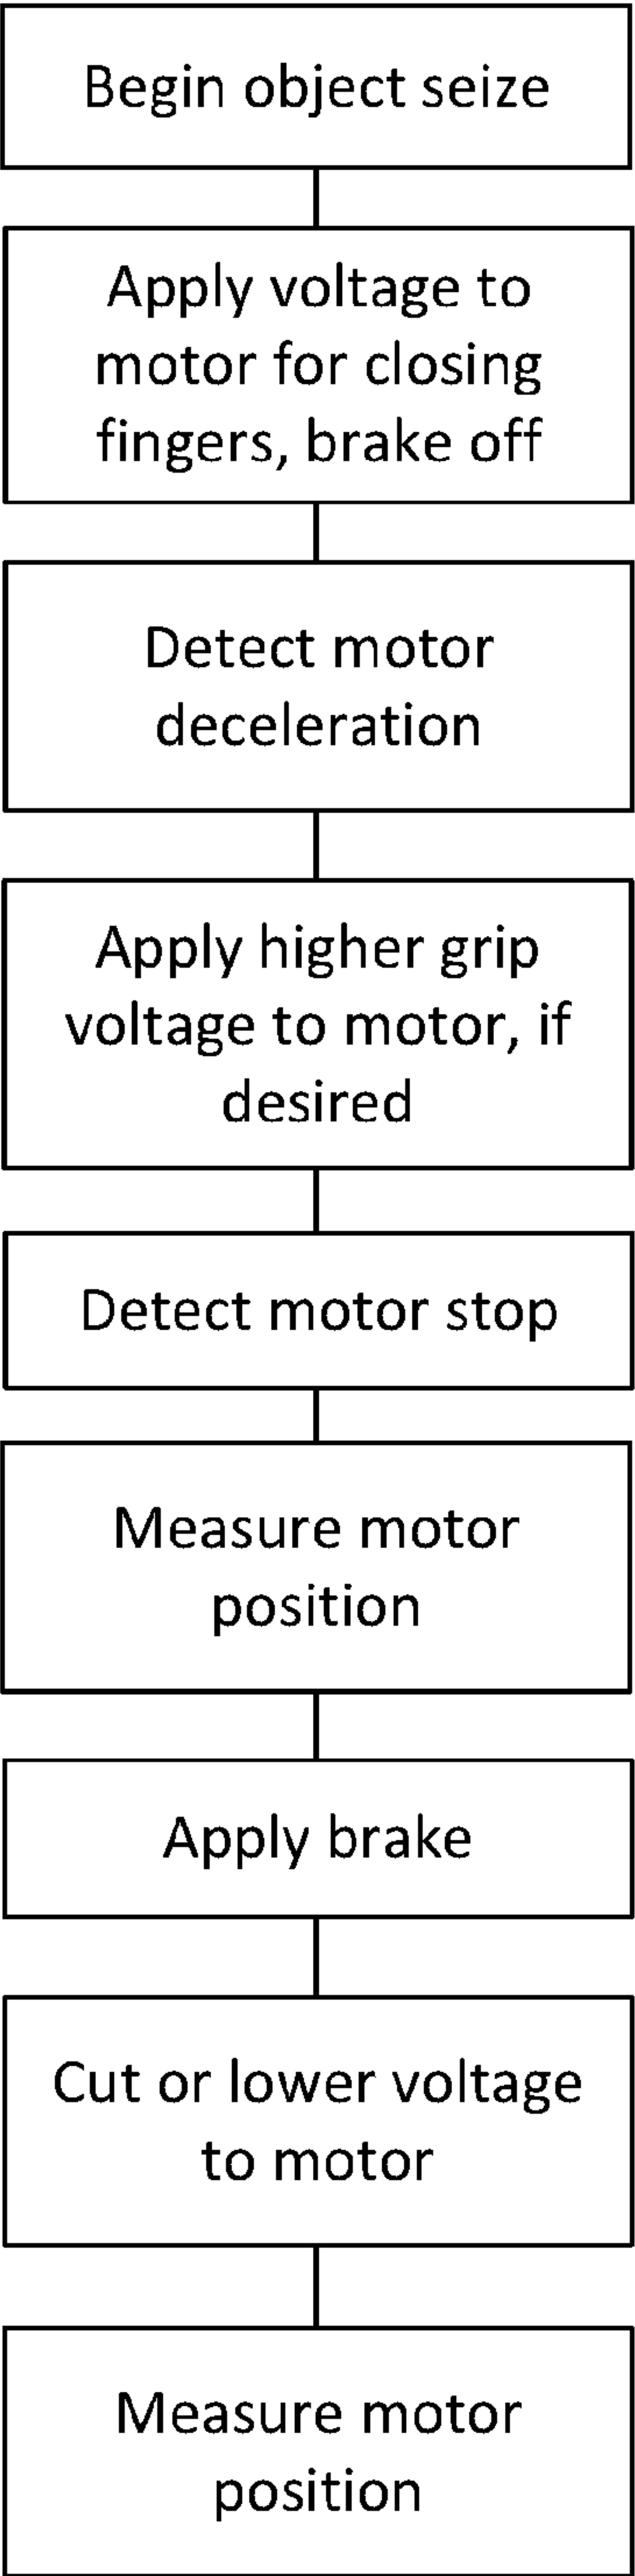 Begin object seize
Apply voltage to
motor for closing
fingers, brake off
Detect motor
deceleration
Apply higher grip
voltage to motor, if
desired
Detect motor stop
Measure motor
position
Apply brake
Cut or lower voltage
to motor
Measure motor
position